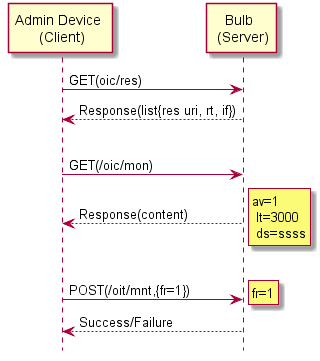 Admin Device
(Client)
Bulb
(Server)
GET(oic/res)
Response(list{res uri, rt, if})
GET(/oic/mon)
Response(content)
av=1
lt=3000
ds=ssss
POST(/oit/mnt,{fr=1})
fr=1
Success/Failure